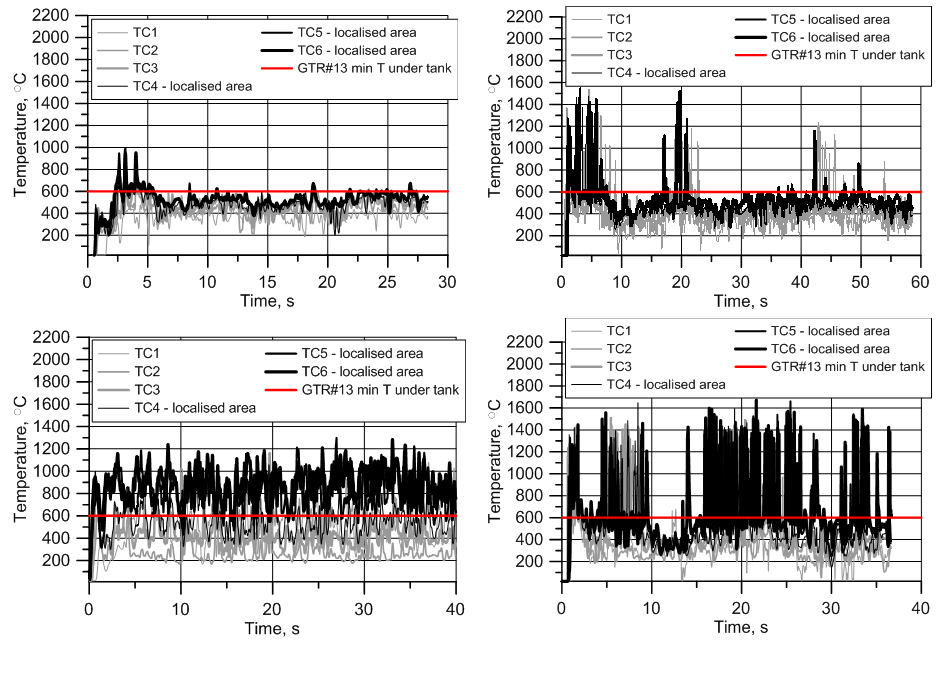 2200
2000
1800
1600
1400
1200
1000
800
600
400
200
Temperature, °C
TC1
TC2
TC3
TC4 - localised area
TC5 - localised area
TC6 - localised area
GTR#13 min T under tank
0 5 10 15 20 25 30
Time, s
2200
2000
1800
1600
1400
1200
1000
800
600
400
200
Temperature, °C
TC1
TC2
TC3
TC4 - localised area
TC5 - localised area
TC6 - localised area
GTR#13 min T under tank
0 10 20 30 40 50 60
Time, s
2200
2000
1800
1600
1400
1200
1000
800
600
400
200
Temperature, °C
TC1
TC2
TC3
TC4 - localised area
TC5 - localised area
TC6 - localised area
GTR#13 min T under tank
0 10 20 30 40
Time, s
2200
2000
1800
1600
1400
1200
1000
800
600
400
200
Temperature, °C
TC1
TC2
TC3
TC4 - localised area
TC5 - localised area
TC6 - localised area
GTR#13 min T under tank
0 10 20 30 40
Time, s